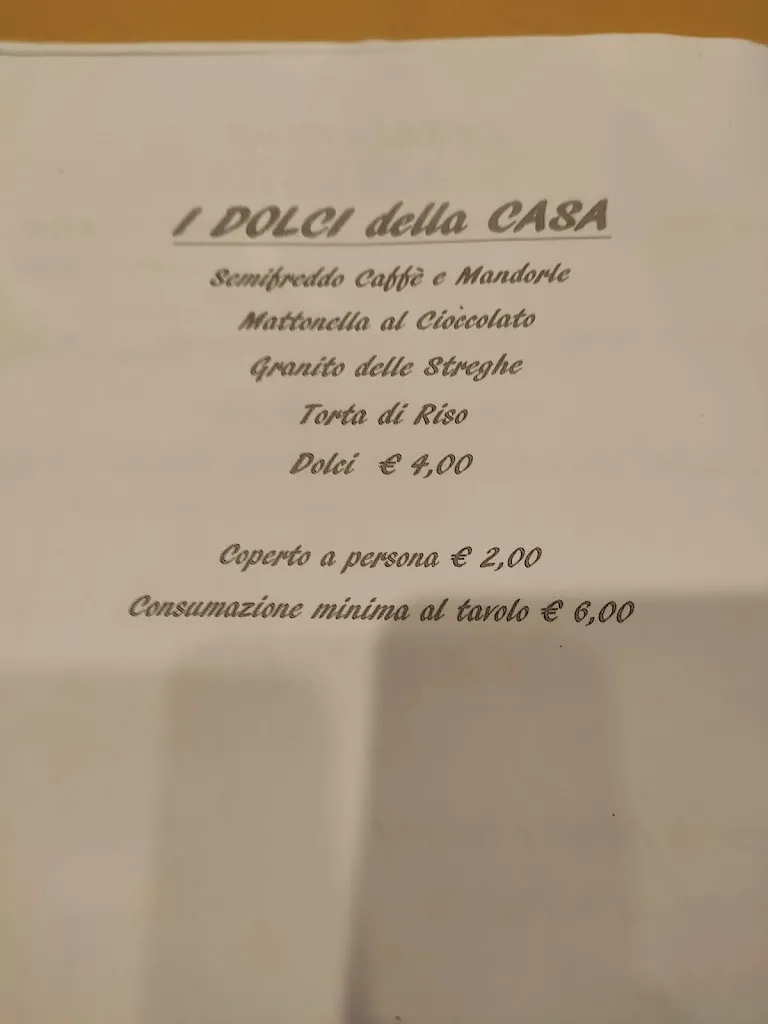 I DOLCI della CASA
Semifreddo Caffè e Mandorle
Mattonella al Cioccolato
Granito delle Streghe
Torta di Riso
Dolci € 4,00
Coperto a persona € 2,00
Consumazione minima al tavolo € 6,00